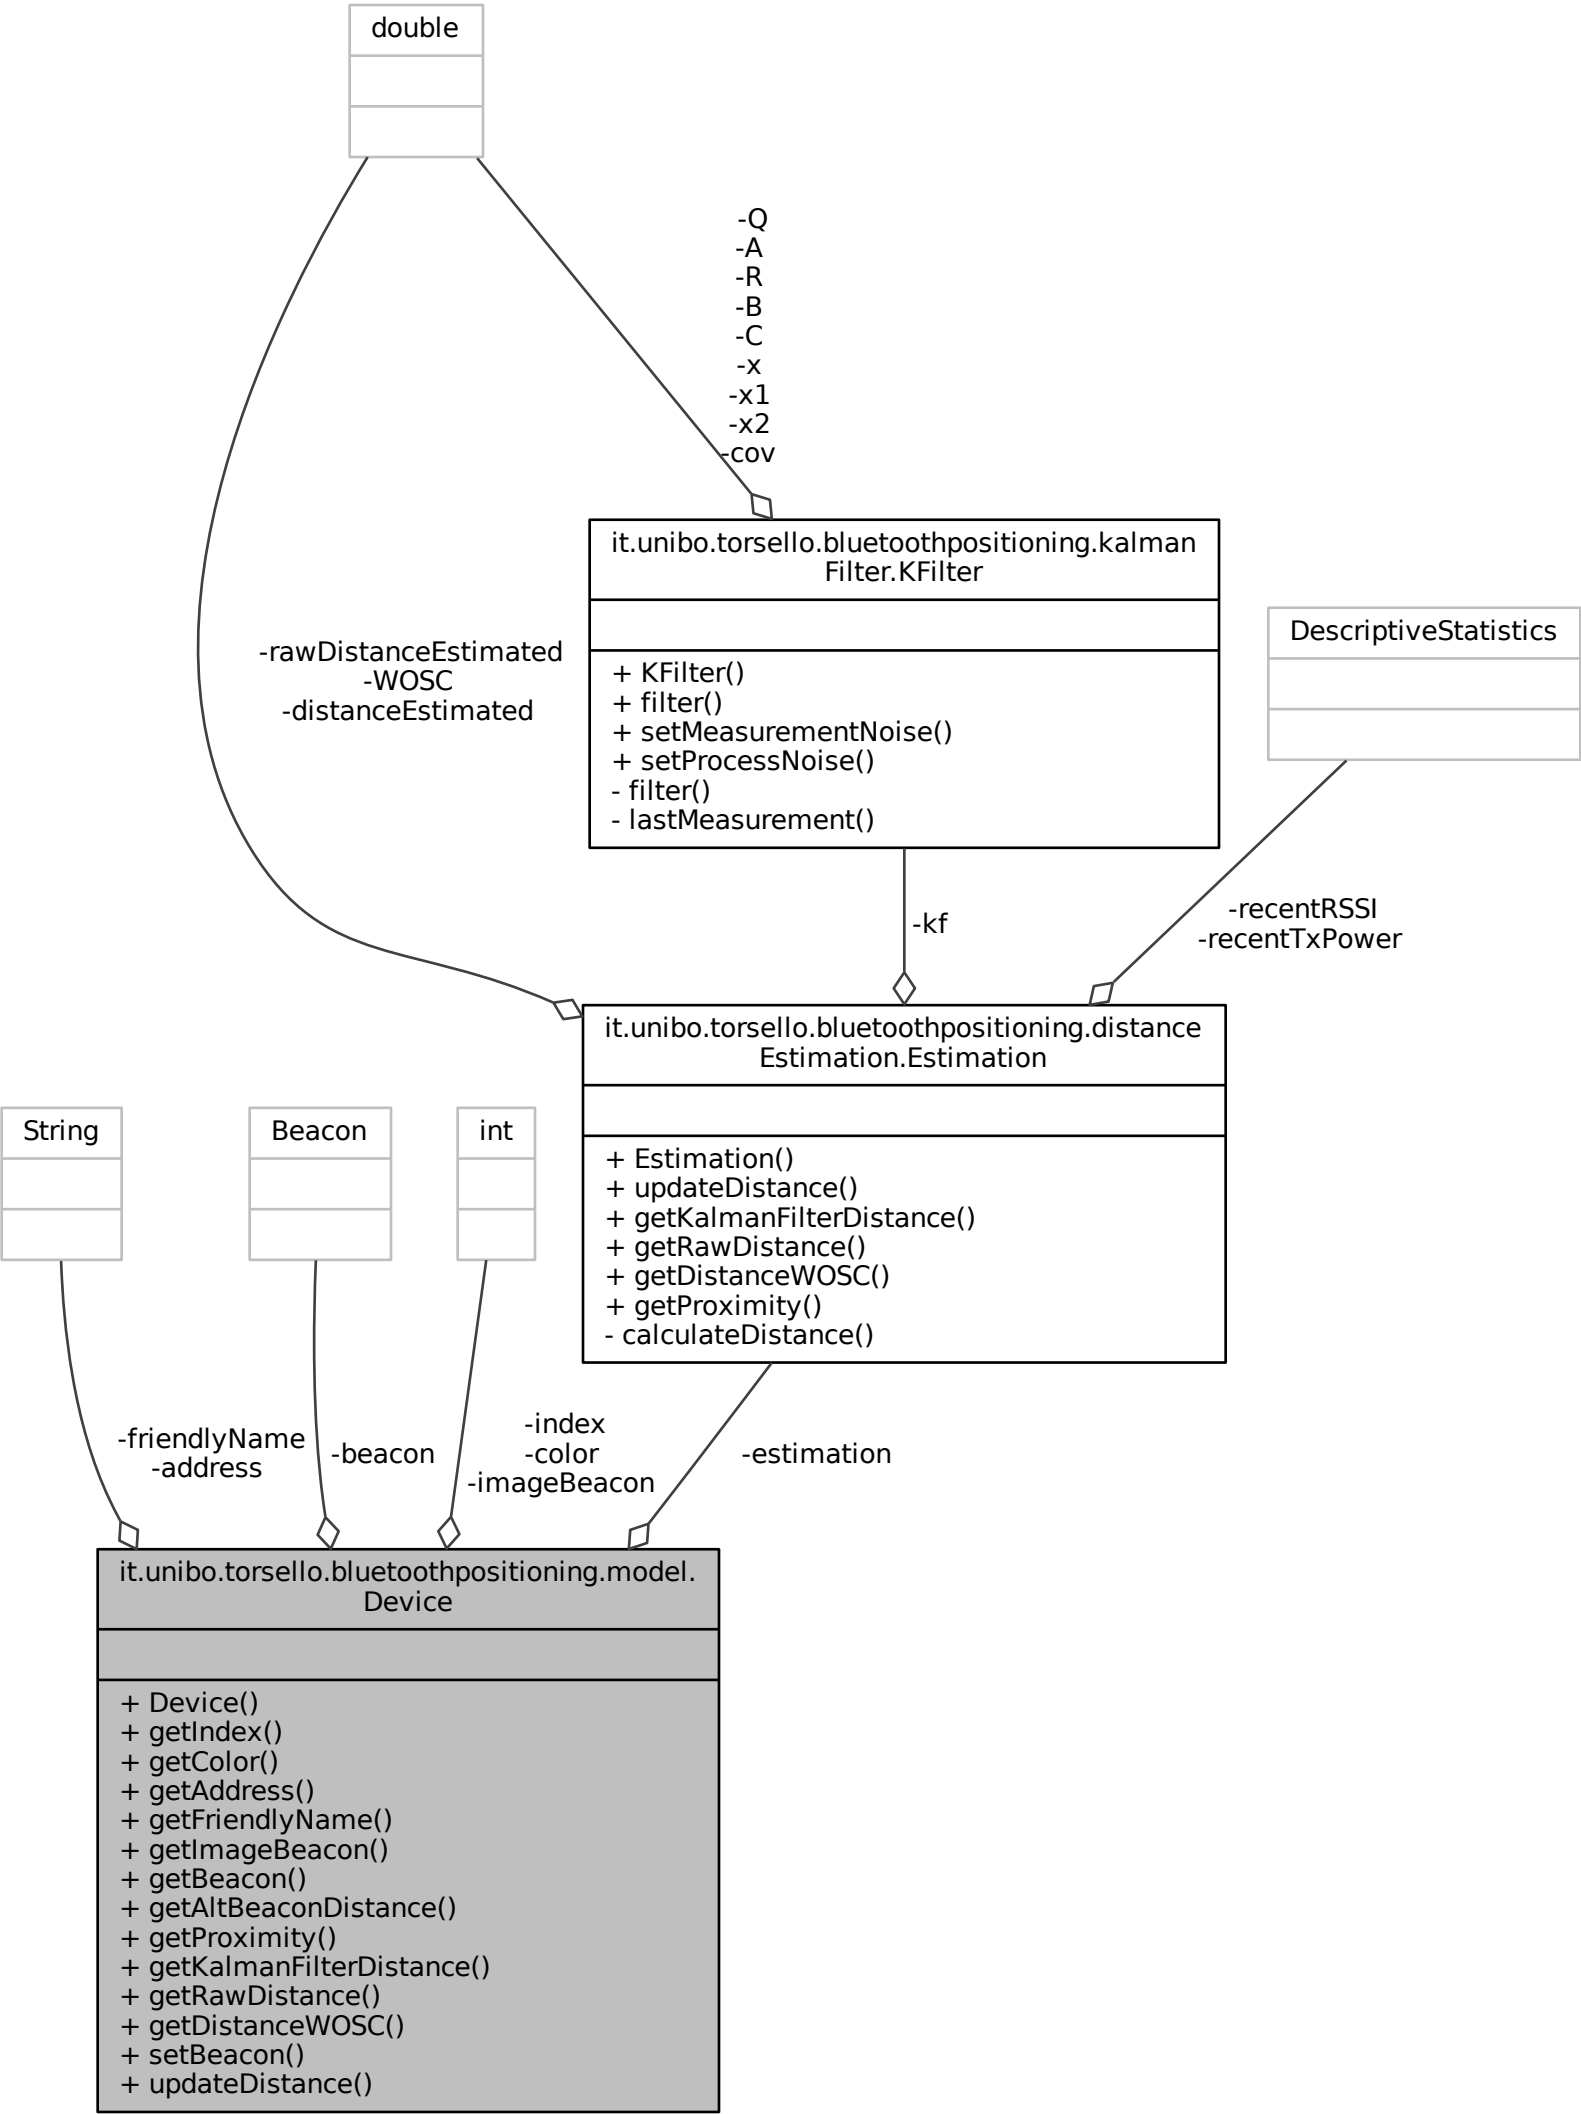 double
-Q
-A
-R
-B
-C
-x
-x1
-x2
-cov
it.unibo.torsello.bluetoothpositioning.kalman
Filter.KFilter
+ KFilter()
+ filter()
+ setMeasurementNoise()
+ setProcessNoise()
- filter()
- lastMeasurement()
DescriptiveStatistics
-rawDistanceEstimated
-WOSC
-distanceEstimated
-kf
-recentRSSI
-recentTxPower
it.unibo.torsello.bluetoothpositioning.distance
Estimation.Estimation
+ Estimation()
+ updateDistance()
+ getKalmanFilterDistance()
+ getRawDistance()
+ getDistanceWOSC()
+ getProximity()
- calculateDistance()
String
Beacon
int
-friendlyName
-address
-beacon
-index
-color
-imageBeacon
-estimation
it.unibo.torsello.bluetoothpositioning.model.
Device
+ Device()
+ getIndex()
+ getColor()
+ getAddress()
+ getFriendlyName()
+ getImageBeacon()
+ getBeacon()
+ getAltBeaconDistance()
+ getProximity()
+ getKalmanFilterDistance()
+ getRawDistance()
+ getDistanceWOSC()
+ setBeacon()
+ updateDistance()